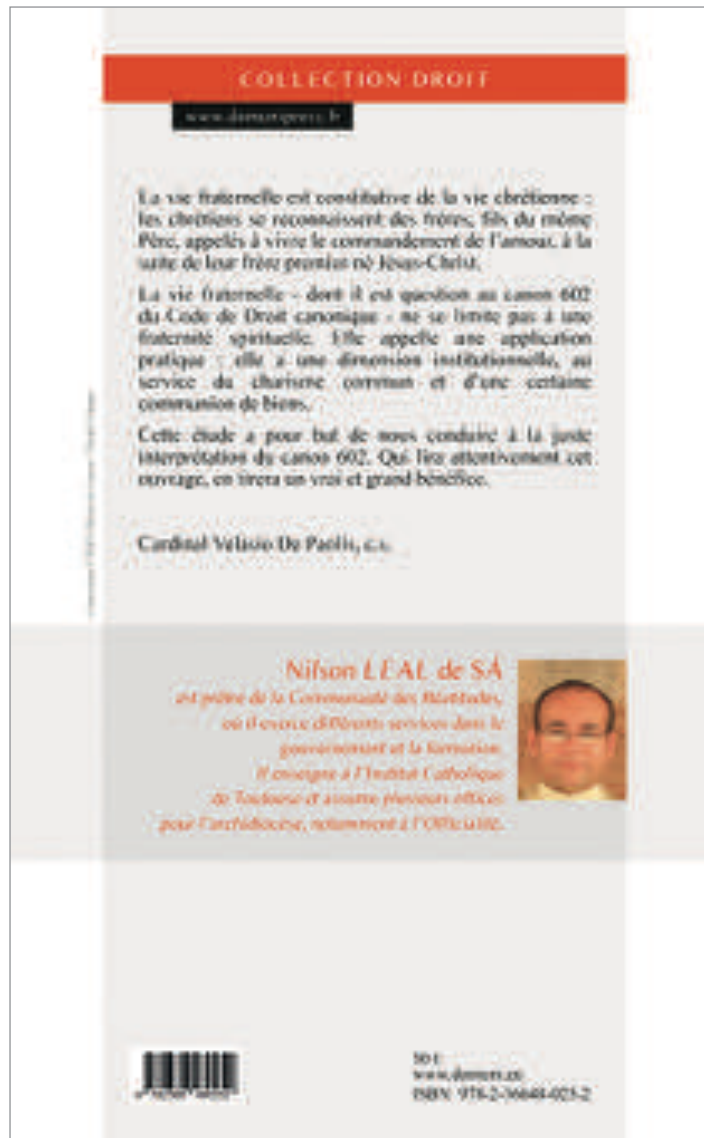 COLLECTION DROIT
La vie fraternelle est constitutive de la vie chrétienne :
les chrétiens se reconnaissent des frères, fils du même
Père, appelés à vivre le commandement de l'amour, à la
suite de leur frère premier né Jésus-Christ.
La vie fraternelle - dont il est question au canon 602
du Code de Droit canonique - ne se limite pas à une
fraternité spirituelle. Elle appelle une application
pratique : elle a une dimension institutionnelle, au
service du charisme commun et d'une certaine
communion de biens.
Cette étude a pour but de nous conduire à la juste
interprétation du canon 602. Qui lire attentivement cet
ouvrage, en tirera un vrai et grand bénéfice.
Cardinal Velasio De Paolis, c.s.
Nilson LEAL de SÁ
est prêtre de la Communauté des Béatitudes,
où il exerce différents services dans le
gouvernement et la formation.
Il enseigne à l'Institut Catholique
de Toulouse et assume plusieurs offices
pour l'archidiocèse, notamment à l'Officialité.
ISBN 978-2-36648-025-2